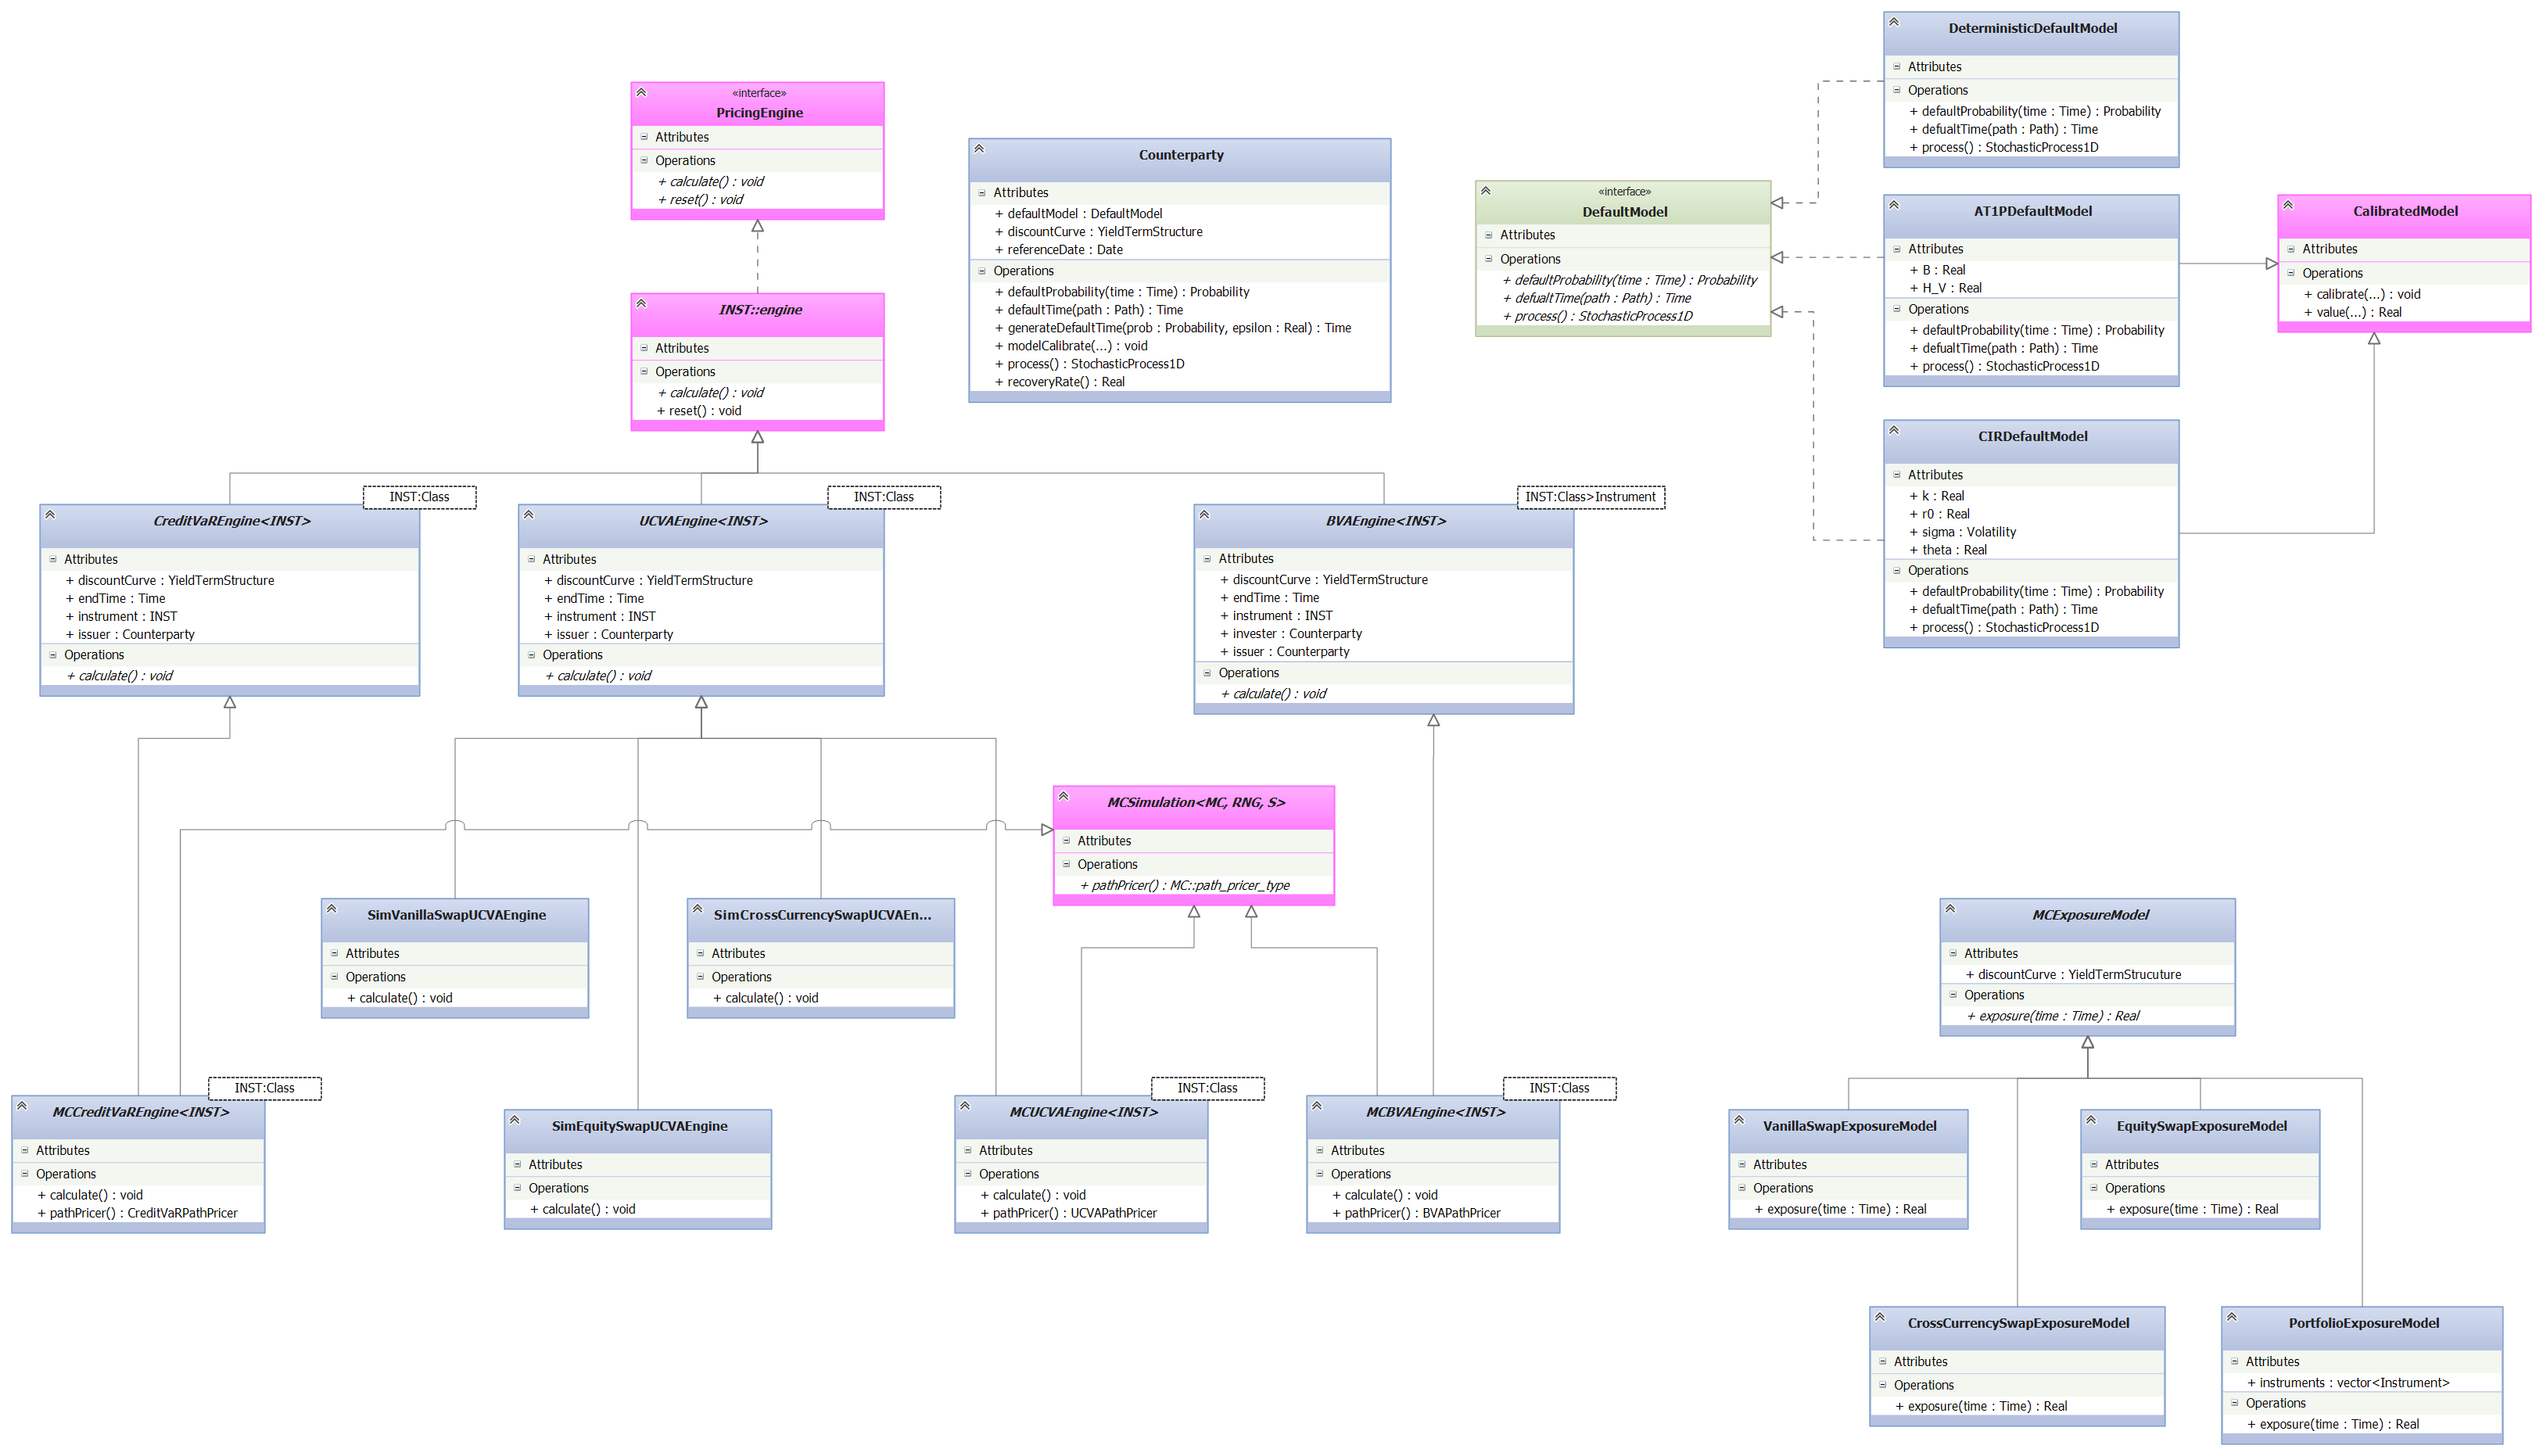 «interface»
PricingEngine
Attributes
Operations
+ calculate() : void
+ reset() : void
INST::engine
Attributes
Operations
+ calculate() : void
+ reset() : void
Counterparty
Attributes
+ defaultModel : DefaultModel
+ discountCurve : YieldTermStructure
+ referenceDate : Date
Operations
+ defaultProbability(time : Time) : Probability
+ defaultTime(path : Path) : Time
+ generateDefaultTime(prob : Probability, epsilon : Real) : Time
+ modelCalibrate(...) : void
+ process() : StochasticProcess1D
+ recoveryRate() : Real
«interface»
DefaultModel
Attributes
Operations
+ defaultProbability(time : Time) : Probability
+ defualtTime(path : Path) : Time
+ process() : StochasticProcess1D
DeterministicDefaultModel
Attributes
Operations
+ defaultProbability(time : Time) : Probability
+ defualtTime(path : Path) : Time
+ process() : StochasticProcess1D
AT1PDefaultModel
Attributes
+ B : Real
+ H_V : Real
Operations
+ defaultProbability(time : Time) : Probability
+ defualtTime(path : Path) : Time
+ process() : StochasticProcess1D
CalibratedModel
Attributes
Operations
+ calibrate(...) : void
+ value(...) : Real
CIRDefaultModel
Attributes
+ k : Real
+ r0 : Real
+ sigma : Volatility
+ theta : Real
Operations
+ defaultProbability(time : Time) : Probability
+ defualtTime(path : Path) : Time
+ process() : StochasticProcess1D
INST:Class
CreditVaREngine<INST>
Attributes
+ discountCurve : YieldTermStructure
+ endTime : Time
+ instrument : INST
+ issuer : Counterparty
Operations
+ calculate() : void
INST:Class
UCVAEngine<INST>
Attributes
+ discountCurve : YieldTermStructure
+ endTime : Time
+ instrument : INST
+ issuer : Counterparty
Operations
+ calculate() : void
INST:Class>Instrument
BVAEngine<INST>
Attributes
+ discountCurve : YieldTermStructure
+ endTime : Time
+ instrument : INST
+ invester : Counterparty
+ issuer : Counterparty
Operations
+ calculate() : void
MCSimulation<MC, RNG, S>
Attributes
Operations
+ pathPricer() : MC::path_pricer_type
SimVanillaSwapUCVAEngine
Attributes
Operations
+ calculate() : void
SimCrossCurrencySwapUCVAEn...
Attributes
Operations
+ calculate() : void
MCExposureModel
Attributes
+ discountCurve : YieldTermStrucuture
Operations
+ exposure(time : Time) : Real
INST:Class
MCCreditVaREngine<INST>
Attributes
Operations
+ calculate() : void
+ pathPricer() : CreditVaRPathPricer
SimEquitySwapUCVAEngine
Attributes
Operations
+ calculate() : void
INST:Class
MCUCVAEngine<INST>
Attributes
Operations
+ calculate() : void
+ pathPricer() : UCVAPathPricer
INST:Class
MCBVAEngine<INST>
Attributes
Operations
+ calculate() : void
+ pathPricer() : BVAPathPricer
VanillaSwapExposureModel
Attributes
Operations
+ exposure(time : Time) : Real
EquitySwapExposureModel
Attributes
Operations
+ exposure(time : Time) : Real
CrossCurrencySwapExposureModel
Attributes
Operations
+ exposure(time : Time) : Real
PortfolioExposureModel
Attributes
+ instruments : vector<Instrument>
Operations
+ exposure(time : Time) : Real